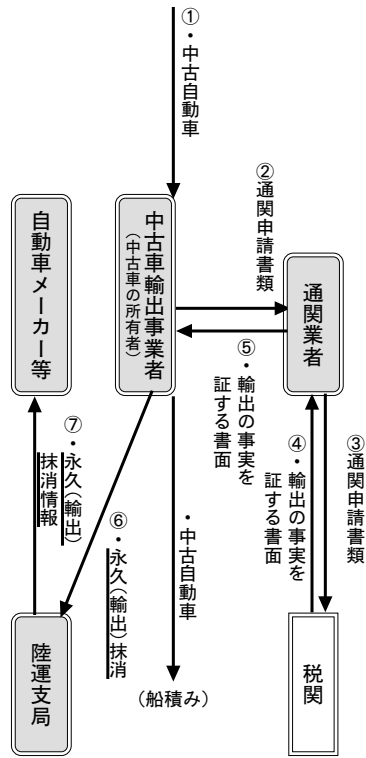 ①・中古自動車
②通関申請書類
自動車メーカー等
中古車輸出事業者
(中古車の所有者)
通関業者
⑤・輸出の事実を
証する書面
③通関申請書類
④・輸出の事実を
証する書面
⑦・永久(輸出)
抹消情報
⑥・永久(輸出)抹消
・中古自動車
陸運支局
(船積み)
税関